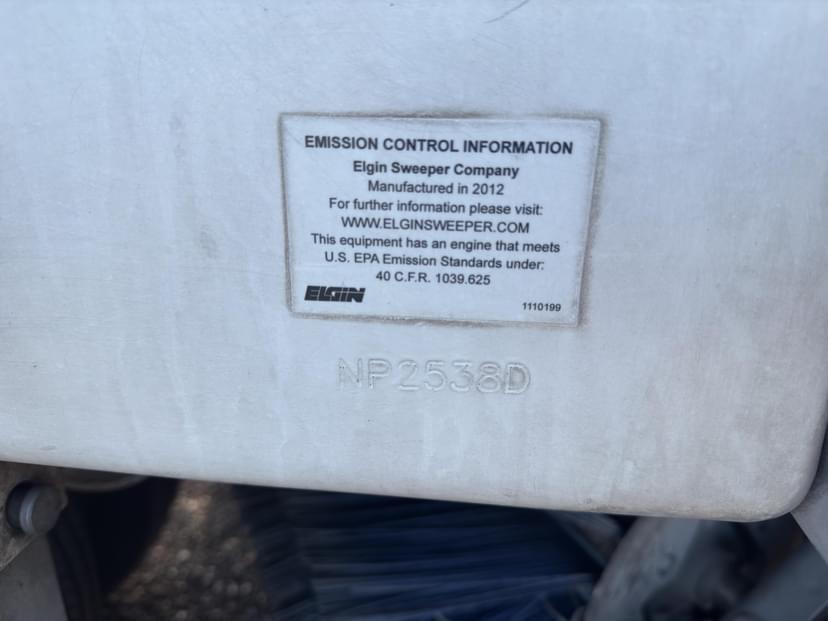 EMISSION CONTROL INFORMATION
Elgin Sweeper Company
Manufactured in 2012
For further information please visit:
WWW.ELGINSWEEPER.COM
This equipment has an engine that meets
U.S. EPA Emission Standards under:
40 C.F.R. 1039.625
ELGIN
1110199
NP2538D